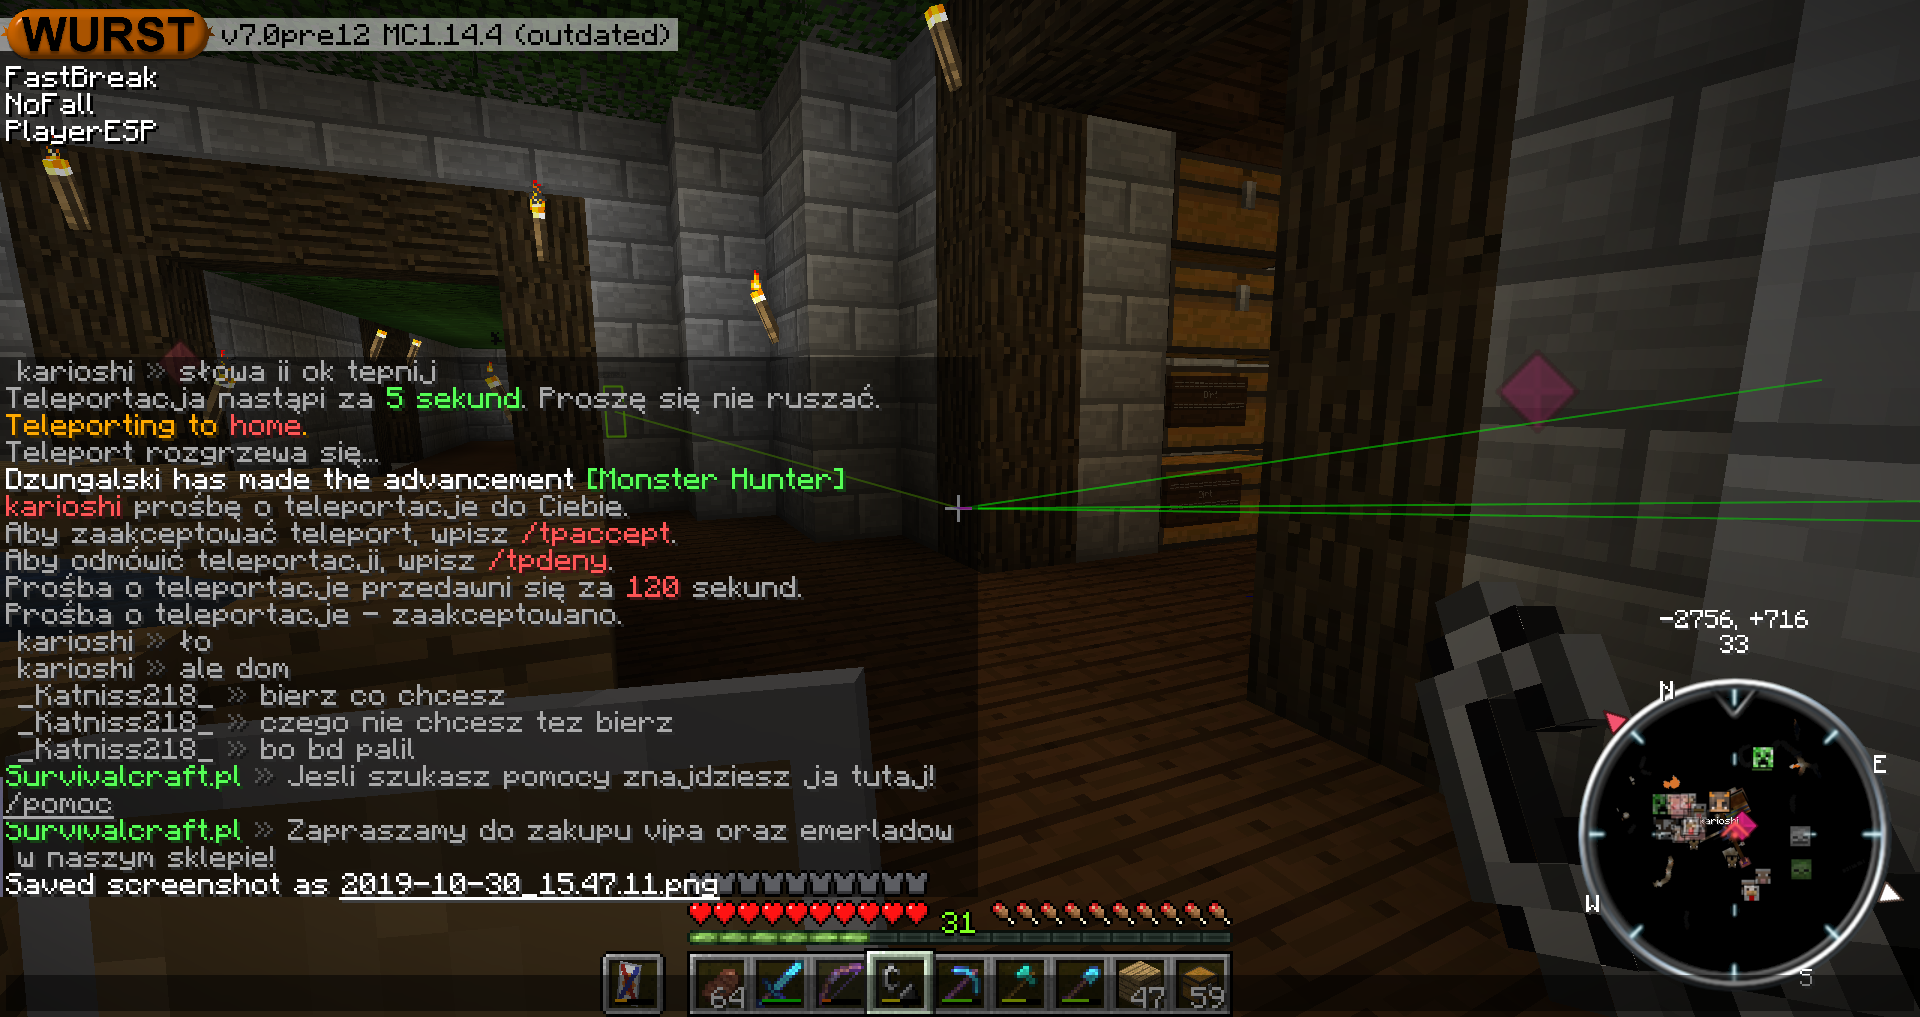 WURST v7.0pre12 MC1.14.4 (outdated)
FastBreak
NoFall
PlayerESP
karioshi » słowa ii ok tepnij
Teleportacja nastąpi za 5 sekund. Proszę się nie ruszać.
Teleporting to home.
Teleport rozgrzewa się...
Dzungalski has made the advancement [Monster Hunter]
karioshi prośbę o teleportacje do Ciebie.
Aby zaakceptować teleport, wpisz /tpaccept.
Aby odmówić teleportacji, wpisz /tpdeny.
Prośba o teleportacje przedawni się za 120 sekund.
Prośba o teleportacje - zaakceptowano.
karioshi » ło
karioshi » ale dom
_Katniss218_ » bierz co chcesz
_Katniss218_ » czego nie chcesz tez bierz
_Katniss218_ » bo bd palil
Survivalcraft.pl » Jesli szukasz pomocy znajdziesz ,ja tutaj!
/pomoc
Survivalcraft.pl » Zapraszamy do zakupu vipa oraz emerladow
w naszym sklepie!
Saved screenshot as 2019-10-30_15.47.11.png
31
64
47
59
-2756, +716
33
N
E
karioshi
W
S